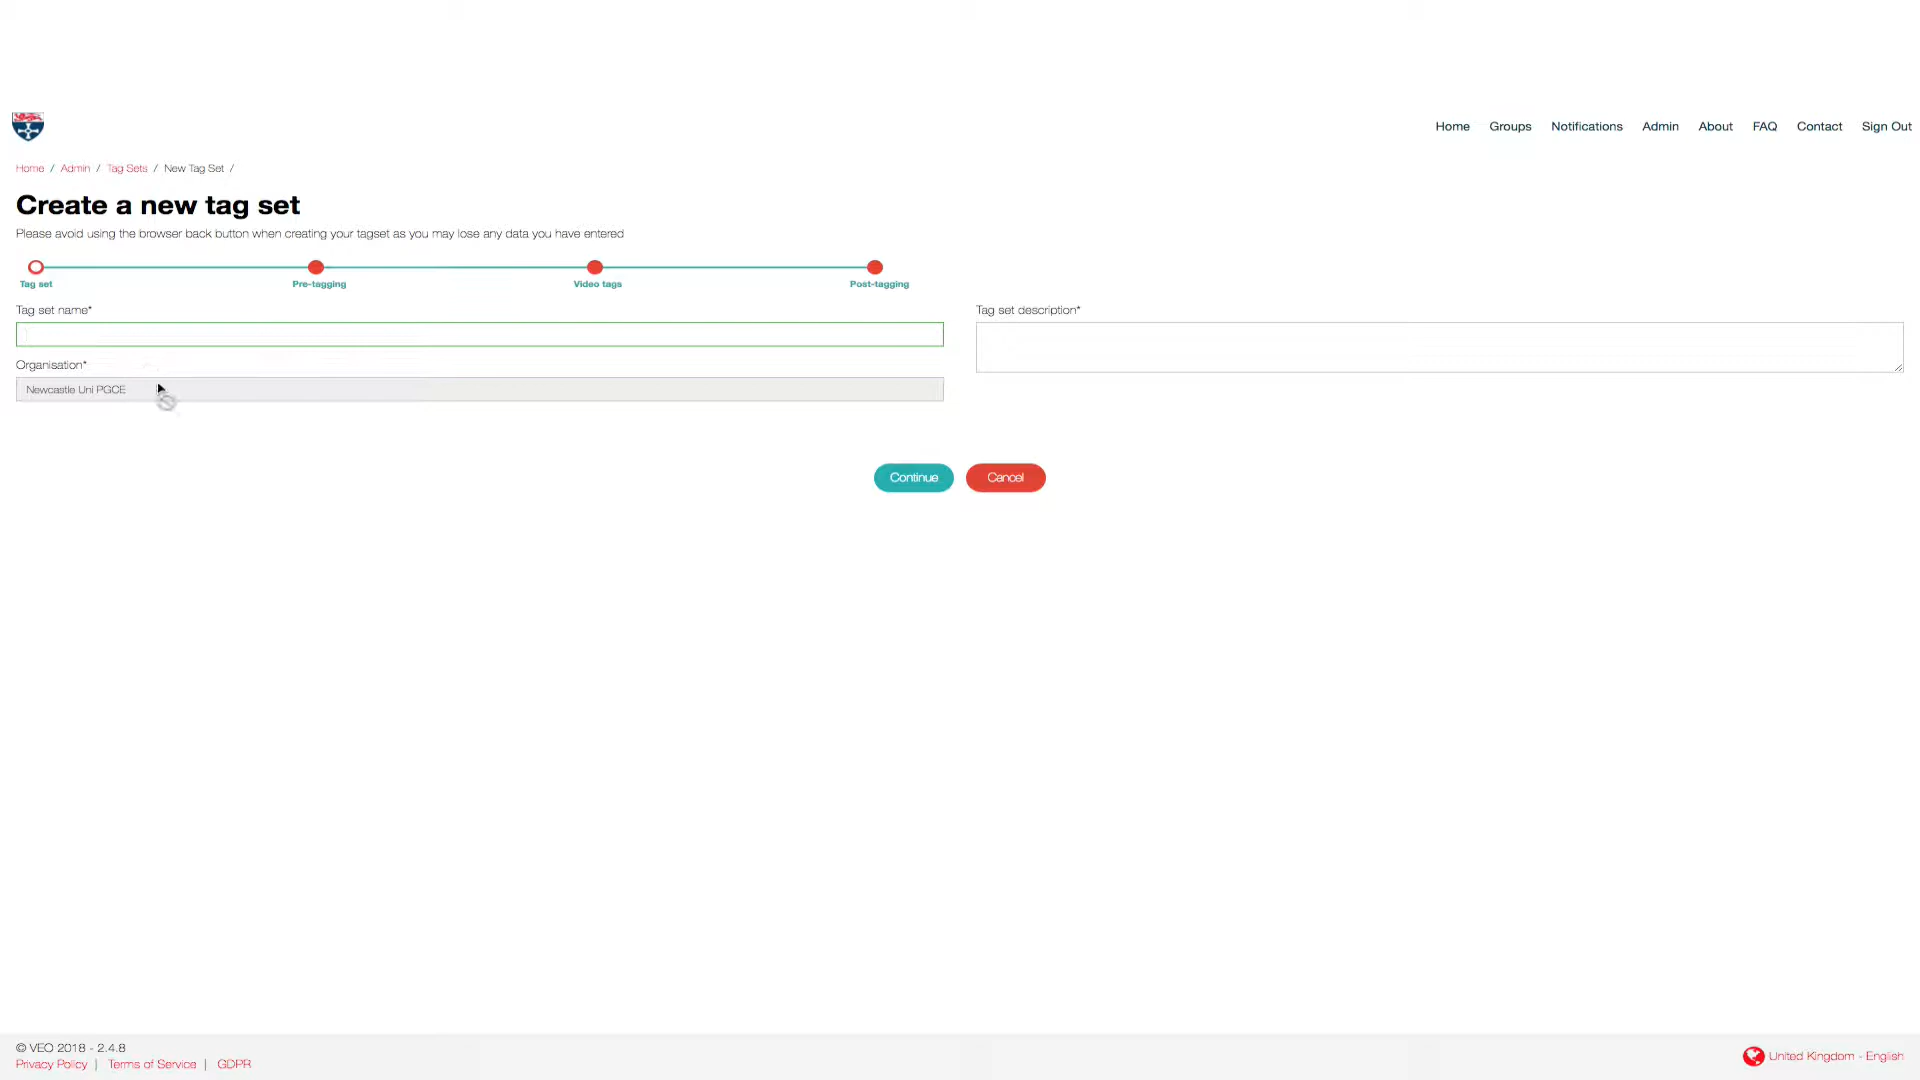 Home Groups Notifications Admin About FAQ Contact Sign Out
Home / Admin / Tag Sets / New Tag Set /
Create a new tag set
Please avoid using the browser back button when creating your tagset as you may lose any data you have entered
Tag set Pre-tagging Video tags Post-tagging
Tag set name* Tag set description*
Organisation*
Newcastle Uni PGCE
Continue Cancel
© VEO 2018 - 2.4.8
Privacy Policy | Terms of Service | GDPR
United Kingdom - English